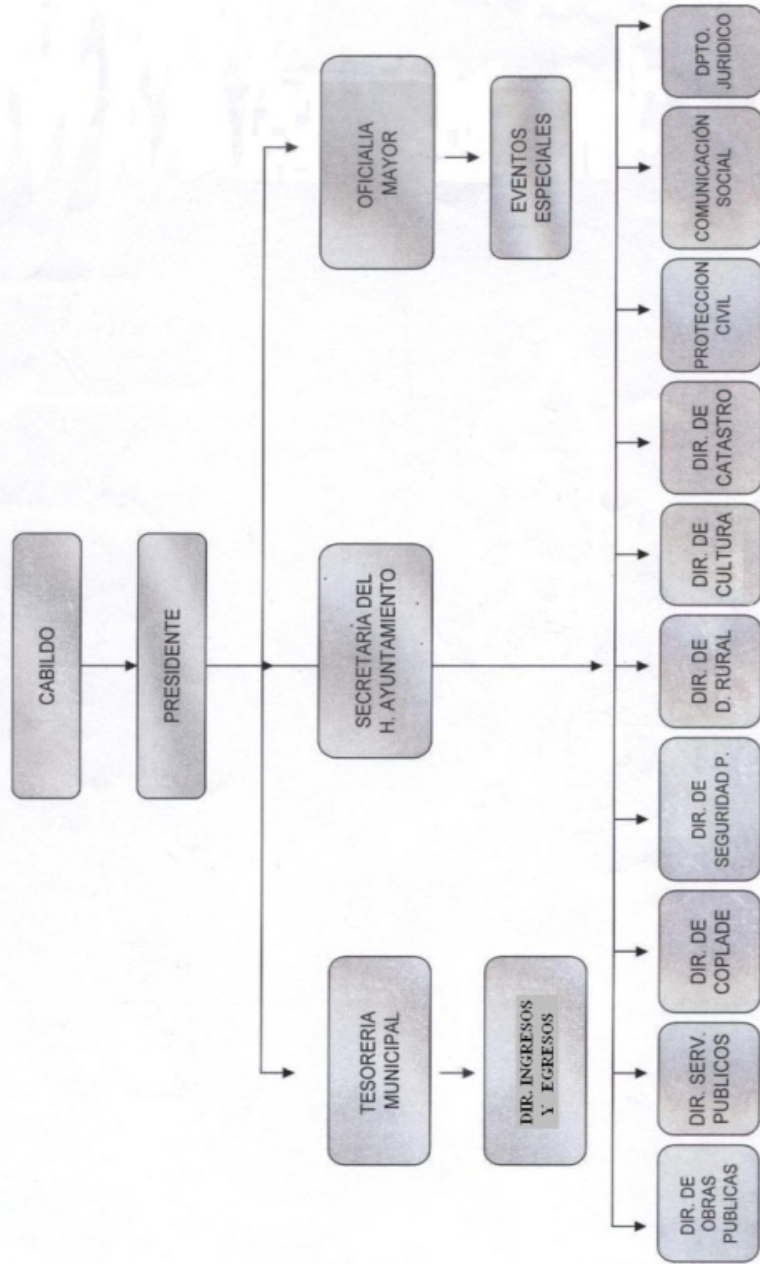 CABILDO
PRESIDENTE
TESORERIA
MUNICIPAL
SECRETARIA DEL
H. AYUNTAMIENTO
OFICIALIA
MAYOR
DIR. INGRESOS
Y EGRESOS
EVENTOS
ESPECIALES
DIR. DE
OBRAS
PUBLICAS
DIR. SERV.
PUBLICOS
DIR. DE
COPLADE
DIR. DE
SEGURIDAD P.
DIR. DE
D. RURAL
DIR. DE
CULTURA
DIR. DE
CATASTRO
PROTECCION
CIVIL
COMUNICACIÓN
SOCIAL
DPTO.
JURIDICO